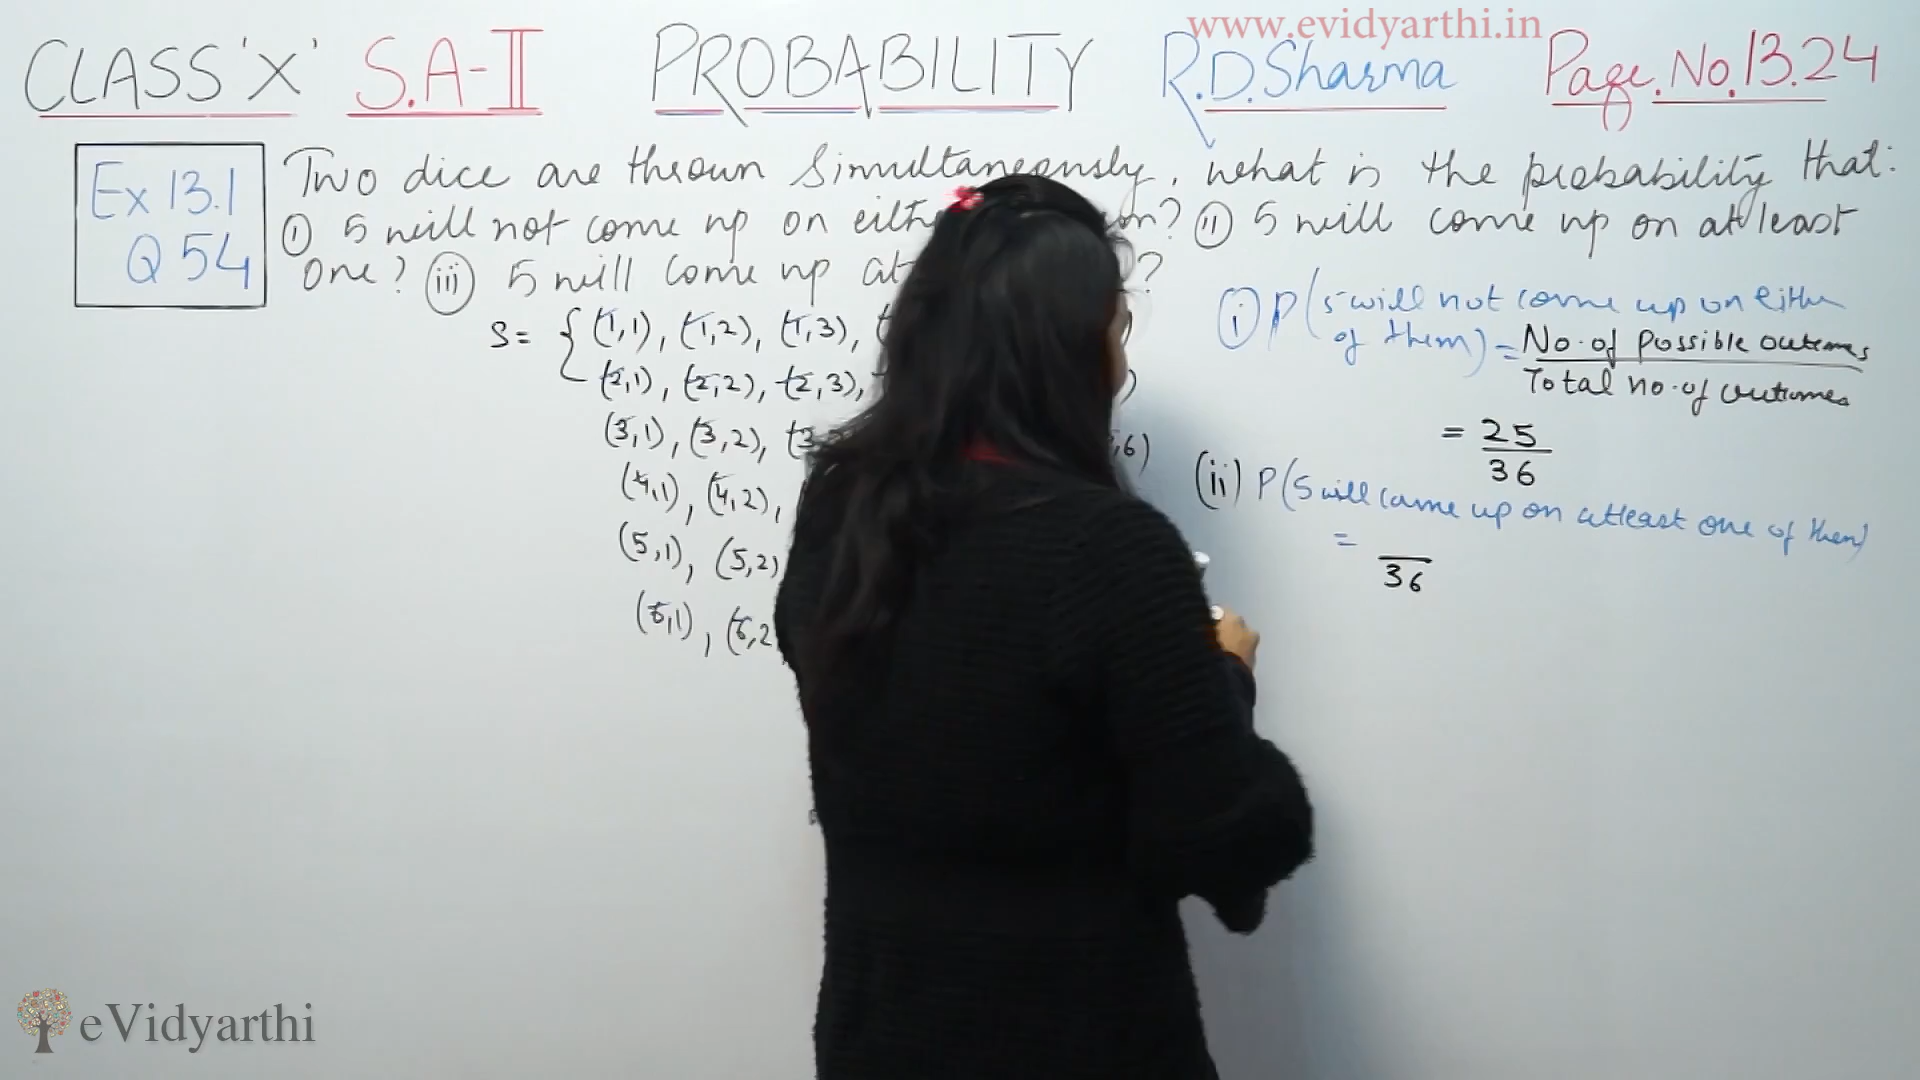 www.evidyarthi.in
CLASS 'X' S.A-II PROBABILITY R.D.Sharma Page.No.13.24
Ex 13.1
Q 54
Two dice are thrown simultaneously, what is the probability that:
(i) 5 will not come up on ? (ii) 5 will come up on atleast
one? (iii) 5 will come up at ?
S = { (1,1), (1,2), (1,3),
(2,1), (2,2), (2,3),
(3,1), (3,2), ,6)
(4,1), (4,2),
(5,1), (5,2)
(6,1), (6,2
(i) P(5 will not come up on either
of them) = No. of possible outcomes
Total no. of outcomes
= 25
36
(ii) P(5 will come up on atleast one of them)
=
36
eVidyarthi